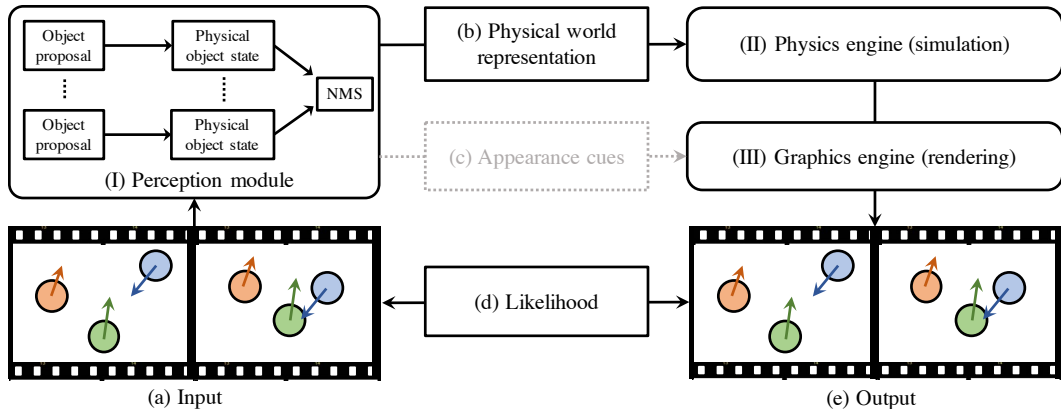 Object
proposal
Physical
object state
NMS
Object
proposal
Physical
object state
(I) Perception module
(b) Physical world
representation
(II) Physics engine (simulation)
(c) Appearance cues
(III) Graphics engine (rendering)
(d) Likelihood
(a) Input
(e) Output